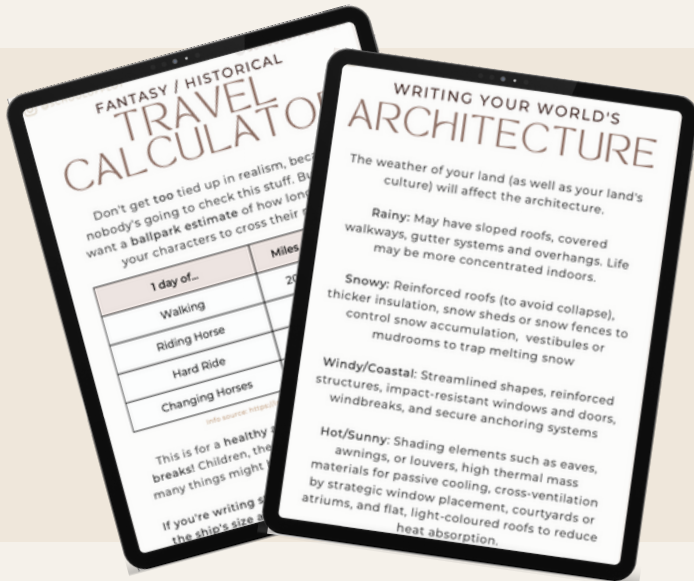 FANTASY / HISTORICAL
TRAVEL
CALCULATO
Don't get too tied up in realism,
nobody's going to check this stuff.
want a ballpark estimate of how
your characters to cross their
1 day of... Miles
Walking 20
Riding Horse
Hard Ride
Changing Horses
Info source:
This is for a healthy
breaks! Children,
many things might
If you're writing
the ship's size
WRITING YOUR WORLD'S
ARCHITECTURE
The weather of your land (as well as your land's
culture) will affect the architecture.
Rainy: May have sloped roofs, covered
walkways, gutter systems and overhangs. Life
may be more concentrated indoors.
Snowy: Reinforced roofs (to avoid collapse),
thicker insulation, snow sheds or snow fences to
control snow accumulation, vestibules or
mudrooms to trap melting snow
Windy/Coastal: Streamlined shapes, reinforced
structures, impact-resistant windows and doors,
windbreaks, and secure anchoring systems
Hot/Sunny: Shading elements such as eaves,
awnings, or louvers, high thermal mass
materials for passive cooling, cross-ventilation
by strategic window placement, courtyards or
atriums, and flat, light-coloured roofs to reduce
heat absorption.